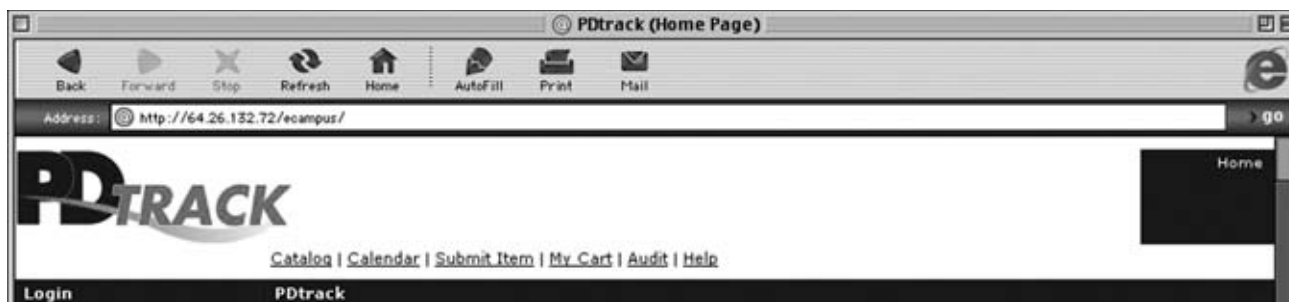 PDtrack (Home Page)
Back Forward Stop Refresh Home AutoFill Print Mail
Address: http://64.26.132.72/ecampus/ go
PDTRACK Home
Catalog | Calendar | Submit Item | My Cart | Audit | Help
Login PDtrack